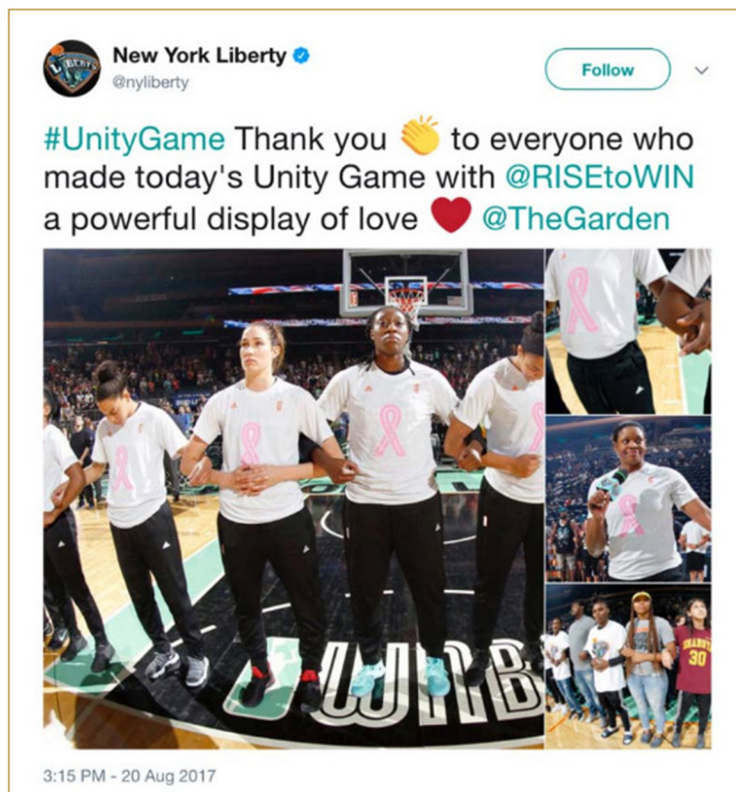 New York Liberty
@nyliberty
Follow
#UnityGame Thank you 👏 to everyone who
made today's Unity Game with @RISEtoWIN
a powerful display of love ❤️ @TheGarden
WNB
30
3:15 PM - 20 Aug 2017